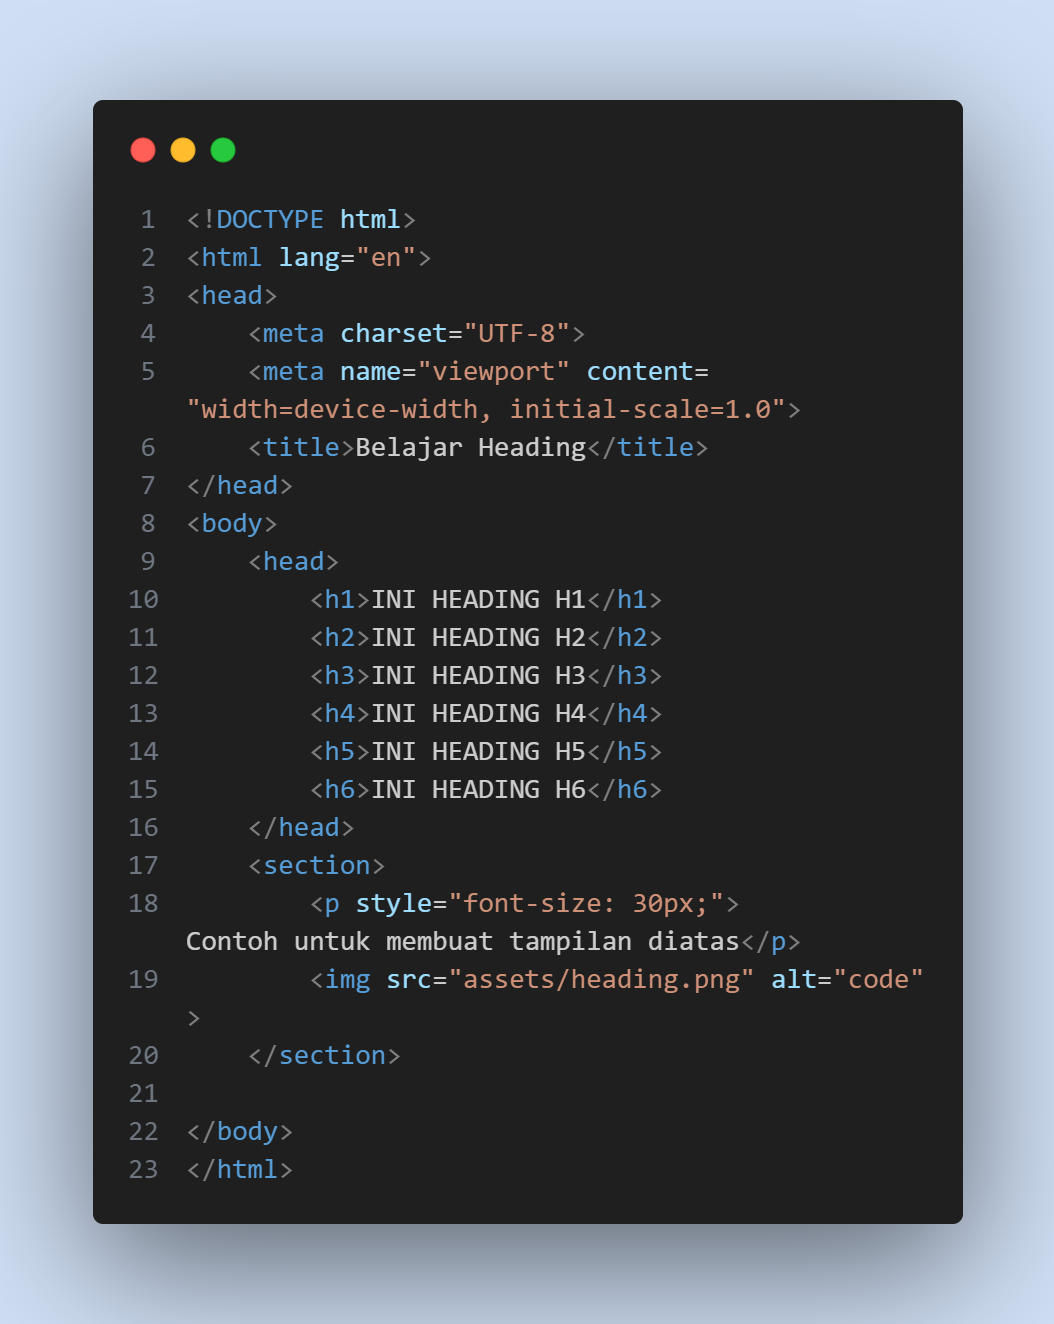 1 <!DOCTYPE html>
2 <html lang="en">
3 <head>
4     <meta charset="UTF-8">
5     <meta name="viewport" content=
"width=device-width, initial-scale=1.0">
6     <title>Belajar Heading</title>
7 </head>
8 <body>
9     <head>
10         <h1>INI HEADING H1</h1>
11         <h2>INI HEADING H2</h2>
12         <h3>INI HEADING H3</h3>
13         <h4>INI HEADING H4</h4>
14         <h5>INI HEADING H5</h5>
15         <h6>INI HEADING H6</h6>
16     </head>
17     <section>
18         <p style="font-size: 30px;">
Contoh untuk membuat tampilan diatas</p>
19         <img src="assets/heading.png" alt="code"
>
20     </section>
21
22 </body>
23 </html>